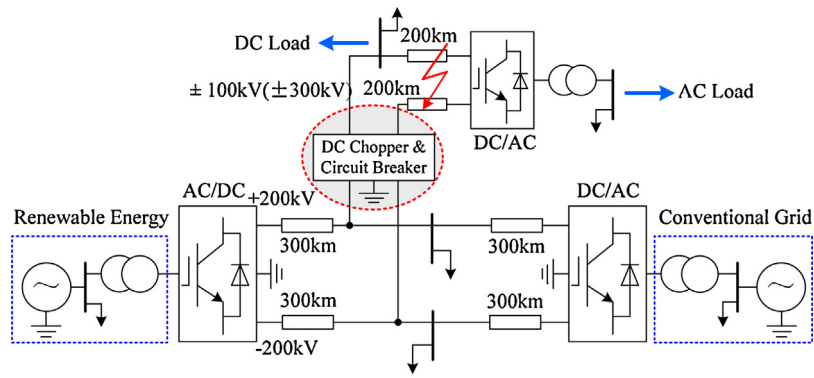 DC Load
200km
± 100kV(±300kV)
200km
AC Load
DC/AC
DC Chopper &
Circuit Breaker
AC/DC
+200kV
DC/AC
Renewable Energy
Conventional Grid
300km
300km
300km
300km
-200kV